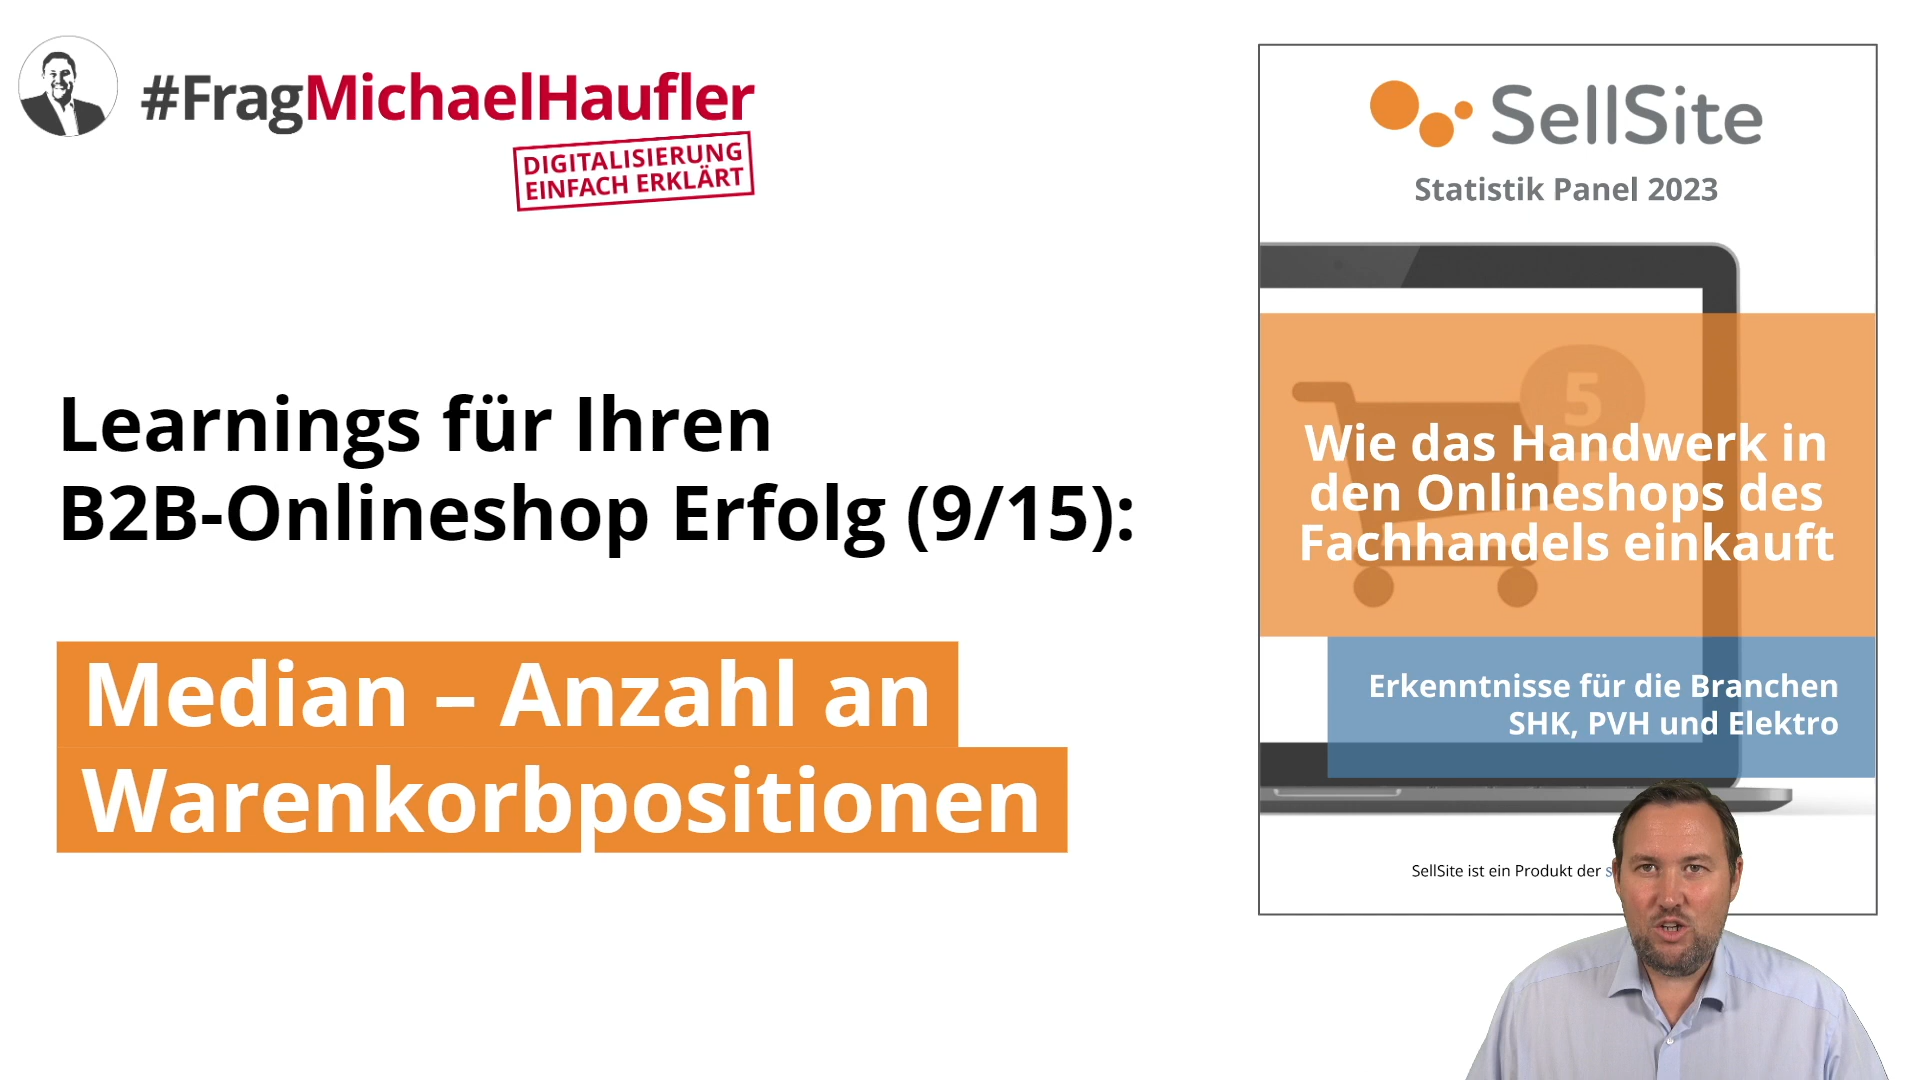 #FragMichaelHaufler
DIGITALISIERUNG
EINFACH ERKLÄRT
Learnings für Ihren
B2B-Onlineshop Erfolg (9/15):
Median – Anzahl an
Warenkorbpositionen
SellSite
Statistik Panel 2023
5
Wie das Handwerk in
den Onlineshops des
Fachhandels einkauft
Erkenntnisse für die Branchen
SHK, PVH und Elektro
SellSite ist ein Produkt der